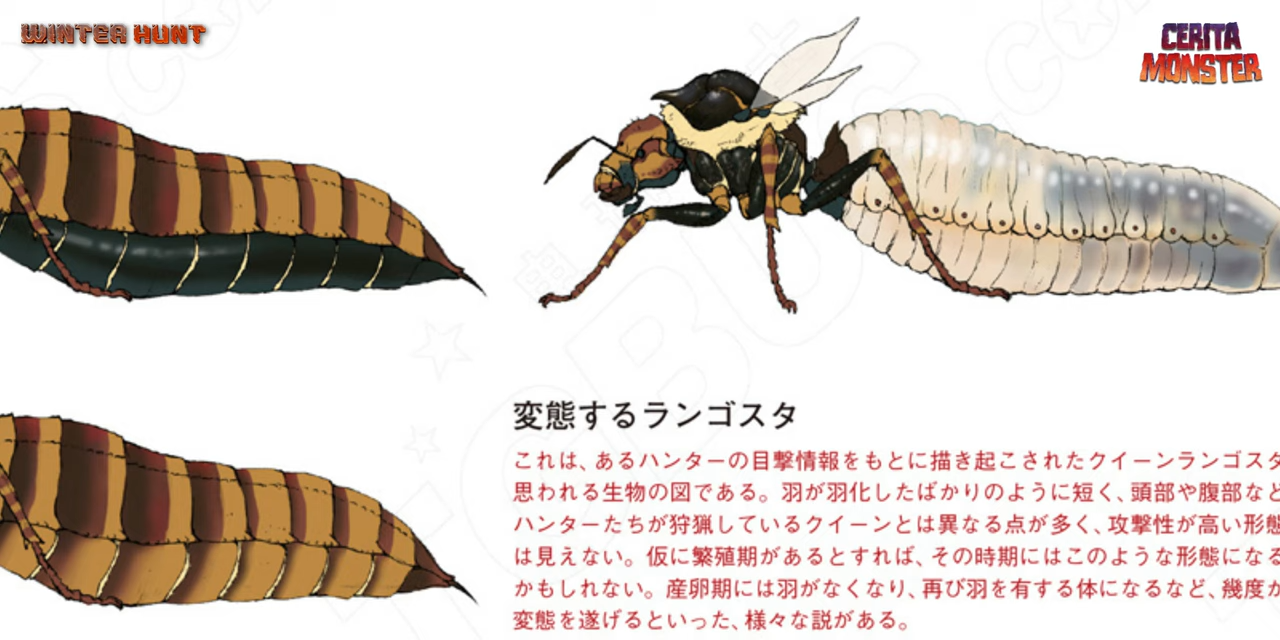 WINTER HUNT
CERITA
MONSTER
変態するランゴスタ
これは、あるハンターの目撃情報をもとに描き起こされたクイーンランゴスタ
思われる生物の図である。羽が羽化したばかりのように短く、頭部や腹部など
ハンターたちが狩猟しているクイーンとは異なる点が多く、攻撃性が高い形態
は見えない。仮に繁殖期があるとすれば、その時期にはこのような形態になる
かもしれない。産卵期には羽がなくなり、再び羽を有する体になるなど、幾度か
変態を遂げるといった、様々な説がある。